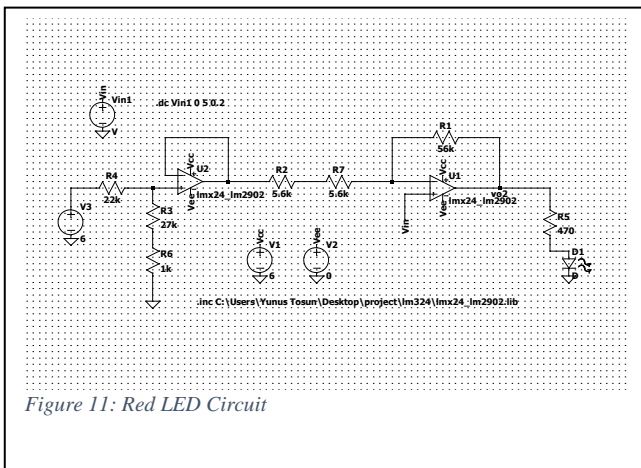 Vin
Vin1
V
.dc Vin1 0 5 0.2
R4
22k
V3
6
R3
27k
R6
1k
Vcc
U2
lmx24_lm2902
Vee
R2
5.6k
R7
5.6k
R1
56k
Vcc
U1
lmx24_lm2902
Vee
Vin
vo2
R5
470
D1
D
Vcc
V1
6
Vee
V2
0
.inc C:\Users\Yunus Tosun\Desktop\project\lm324\lmx24_lm2902.lib
Figure 11: Red LED Circuit